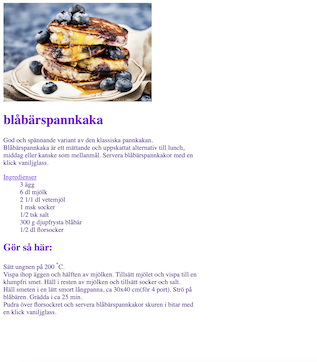 blåbärspannkaka
God och spännande variant av den klassiska pannkakan.
Blåbärspannkaka är ett mättande och uppskattat alternativ till lunch,
middag eller kanske som mellanmål. Servera blåbärspannkakor med en
klick vaniljglass.
Ingredienser
3 ägg
6 dl mjölk
2 1/1 dl vetemjöl
1 msk socker
1/2 tsk salt
300 g djupfrysta blåbär
1/2 dl florsocker
Gör så här:
Sätt ungnen på 200 °C.
Vispa ihop äggen och hälften av mjölken. Tillsätt mjölet och vispa till en
klumpfri smet. Häll i resten av mjölken och tillsätt socker och salt.
Häll smeten i en lätt smort långpanna, ca 30x40 cm(för 4 port). Strö på
blåbären. Grädda i ca 25 min.
Pudra över florsockret och servera blåbärspannkakor skuren i bitar med
en klick vaniljglass.